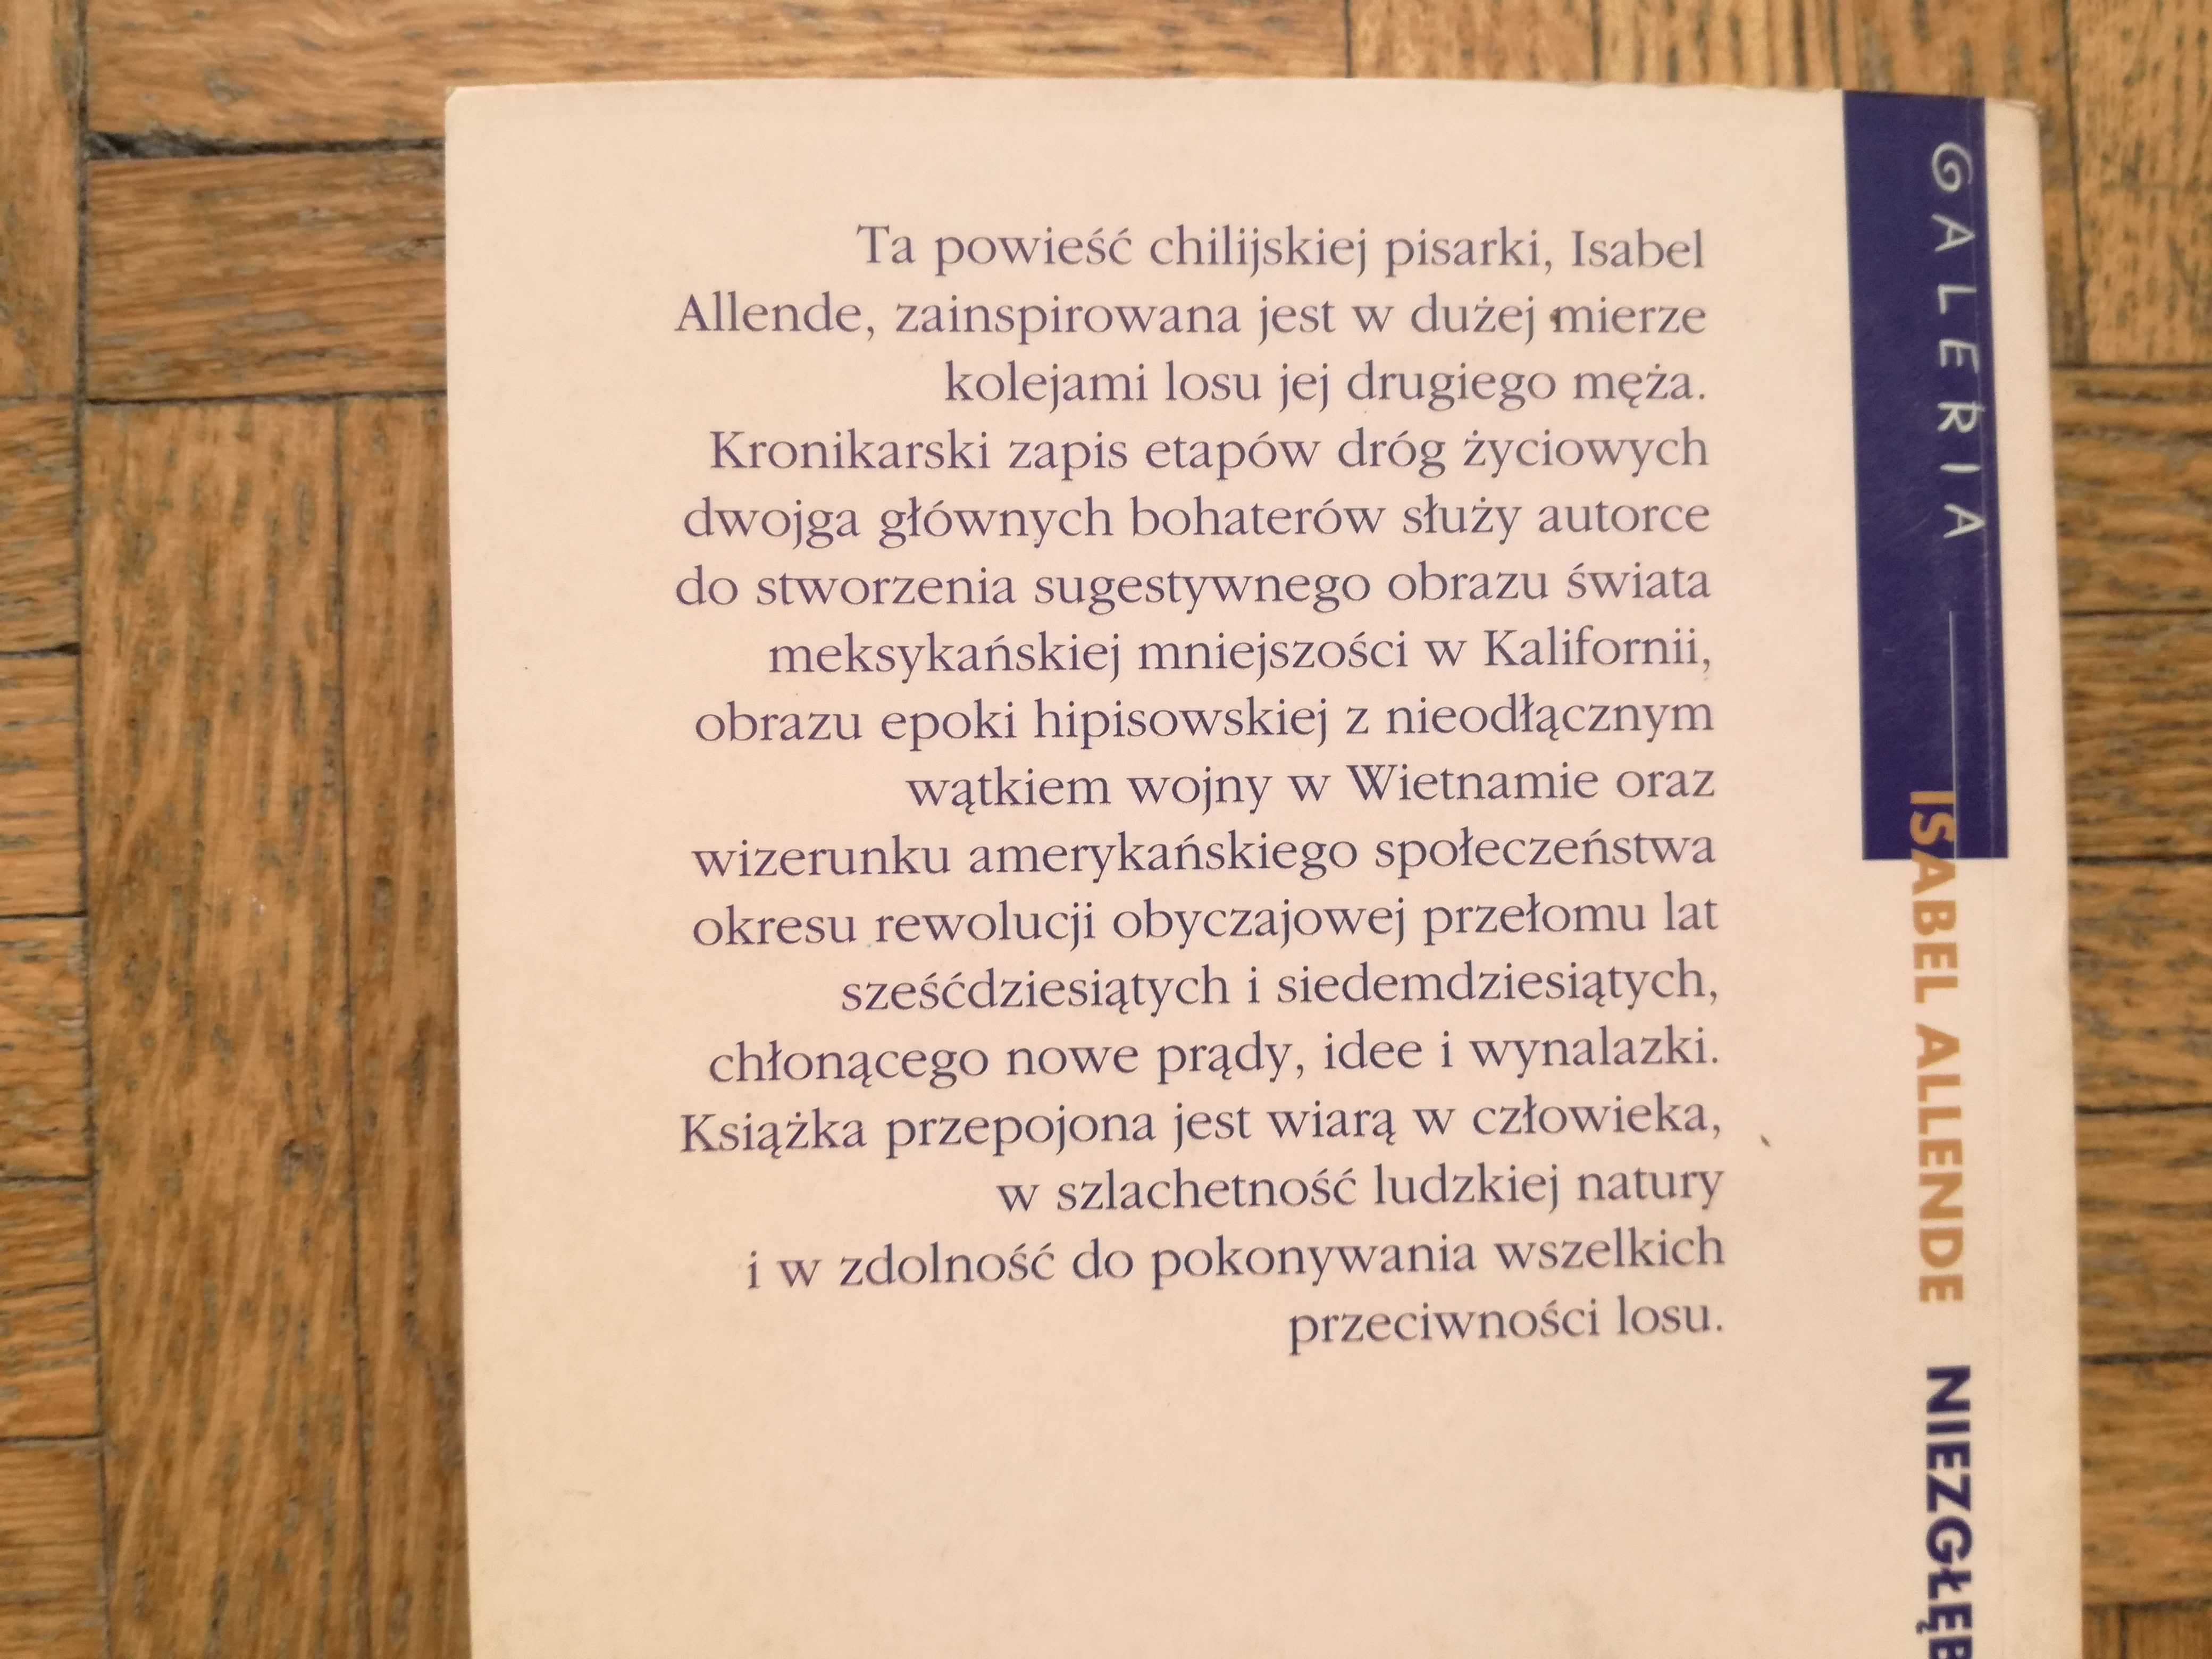 Ta powieść chilijskiej pisarki, Isabel
Allende, zainspirowana jest w dużej mierze
kolejami losu jej drugiego męża.
Kronikarski zapis etapów dróg życiowych
dwojga głównych bohaterów służy autorce
do stworzenia sugestywnego obrazu świata
meksykańskiej mniejszości w Kalifornii,
obrazu epoki hipisowskiej z nieodłącznym
wątkiem wojny w Wietnamie oraz
wizerunku amerykańskiego społeczeństwa
okresu rewolucji obyczajowej przełomu lat
sześćdziesiątych i siedemdziesiątych,
chłonącego nowe prądy, idee i wynalazki.
Książka przepojona jest wiarą w człowieka,
w szlachetność ludzkiej natury
i w zdolność do pokonywania wszelkich
przeciwności losu.
GALERIA
ISABEL ALLENDE NIEZGŁĘB